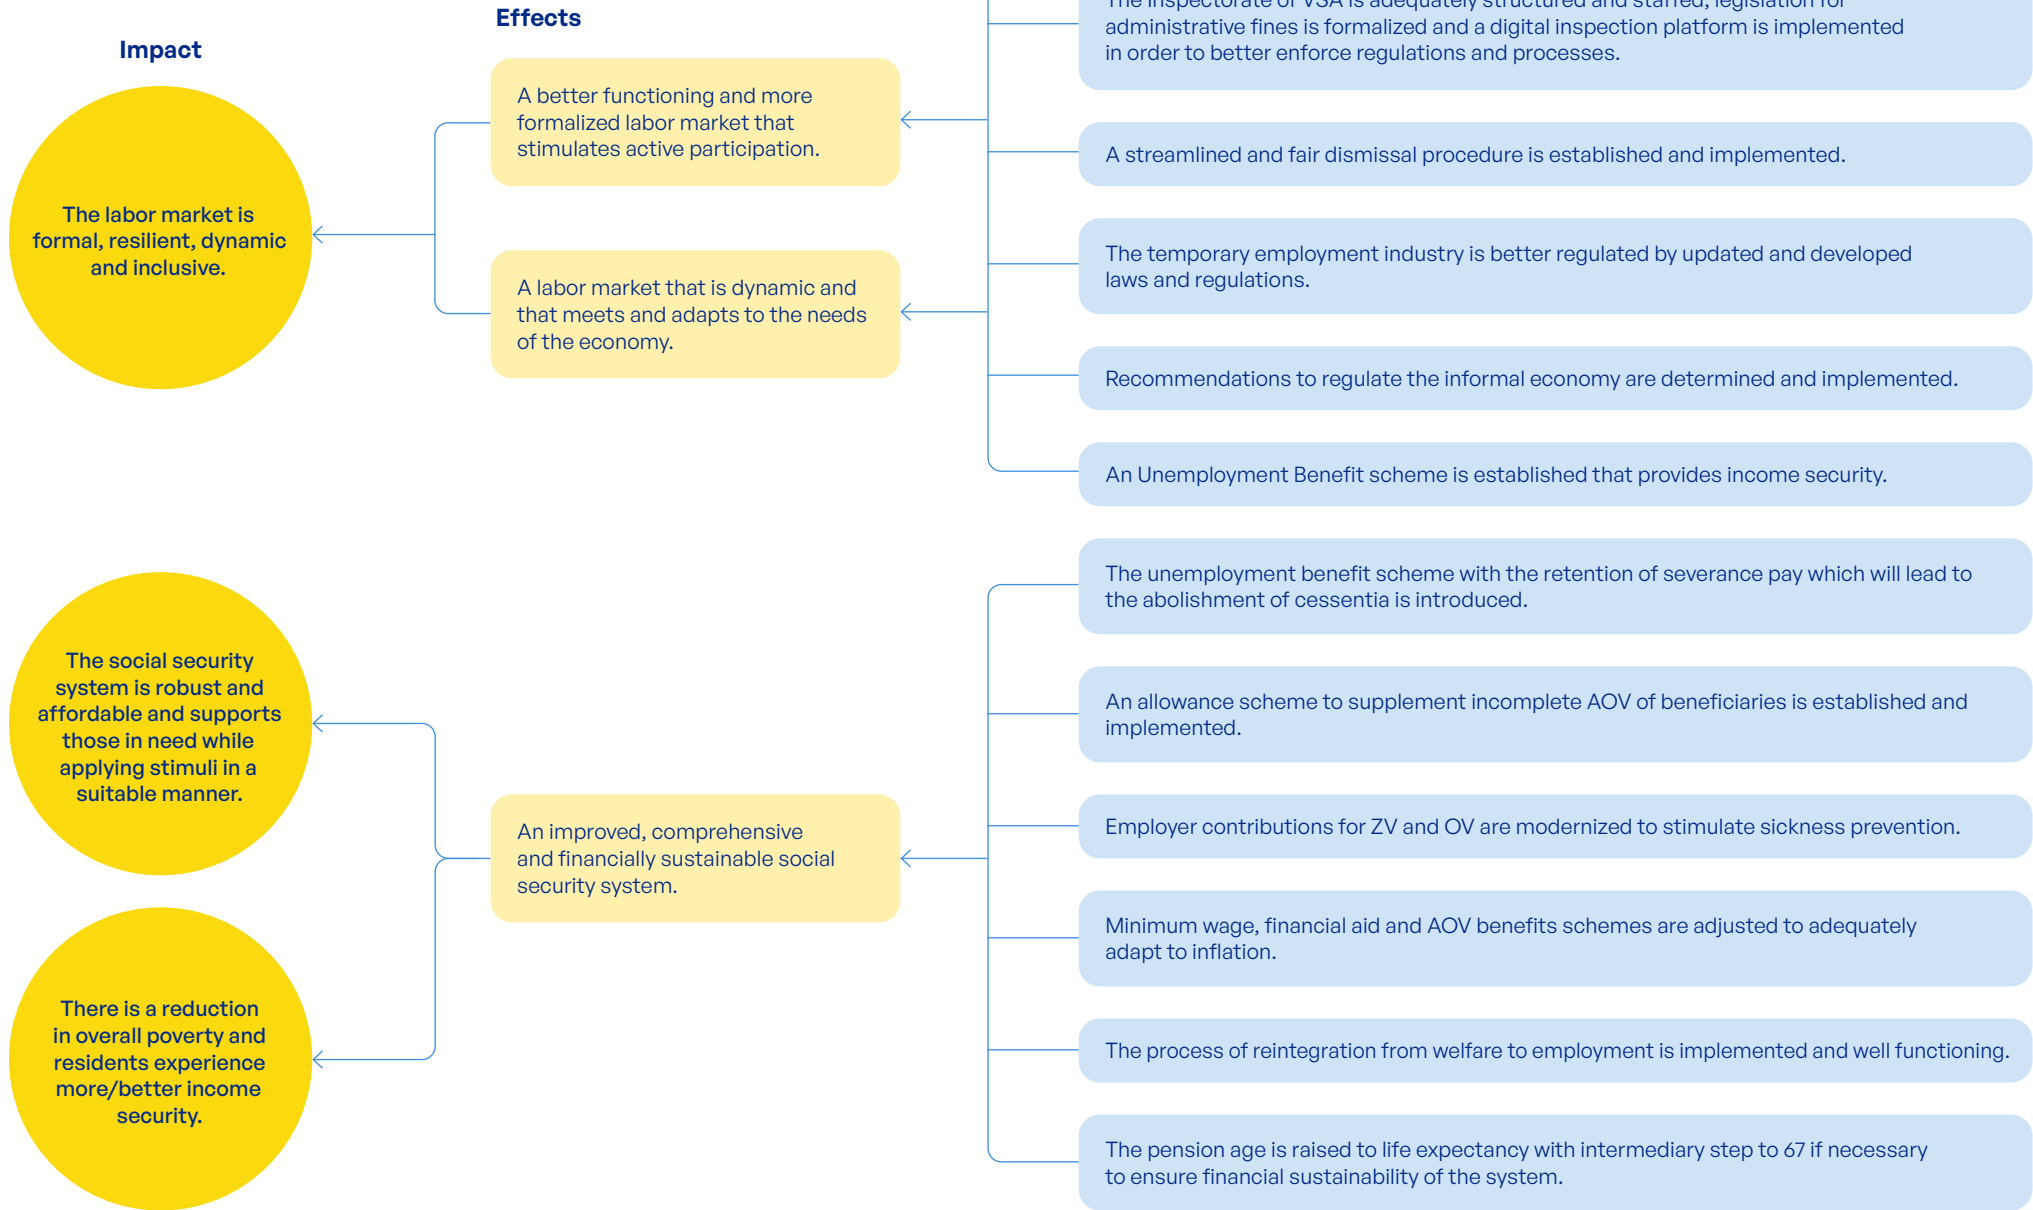 Impact
The labor market is
formal, resilient, dynamic
and inclusive.
The social security
system is robust and
affordable and supports
those in need while
applying stimuli in a
suitable manner.
There is a reduction
in overall poverty and
residents experience
more/better income
security.
Effects
A better functioning and more
formalized labor market that
stimulates active participation.
A labor market that is dynamic and
that meets and adapts to the needs
of the economy.
An improved, comprehensive
and financially sustainable social
security system.
The Inspectorate of VSA is adequately structured and staffed, legislation for
administrative fines is formalized and a digital inspection platform is implemented
in order to better enforce regulations and processes.
A streamlined and fair dismissal procedure is established and implemented.
The temporary employment industry is better regulated by updated and developed
laws and regulations.
Recommendations to regulate the informal economy are determined and implemented.
An Unemployment Benefit scheme is established that provides income security.
The unemployment benefit scheme with the retention of severance pay which will lead to
the abolishment of cessentia is introduced.
An allowance scheme to supplement incomplete AOV of beneficiaries is established and
implemented.
Employer contributions for ZV and OV are modernized to stimulate sickness prevention.
Minimum wage, financial aid and AOV benefits schemes are adjusted to adequately
adapt to inflation.
The process of reintegration from welfare to employment is implemented and well functioning.
The pension age is raised to life expectancy with intermediary step to 67 if necessary
to ensure financial sustainability of the system.